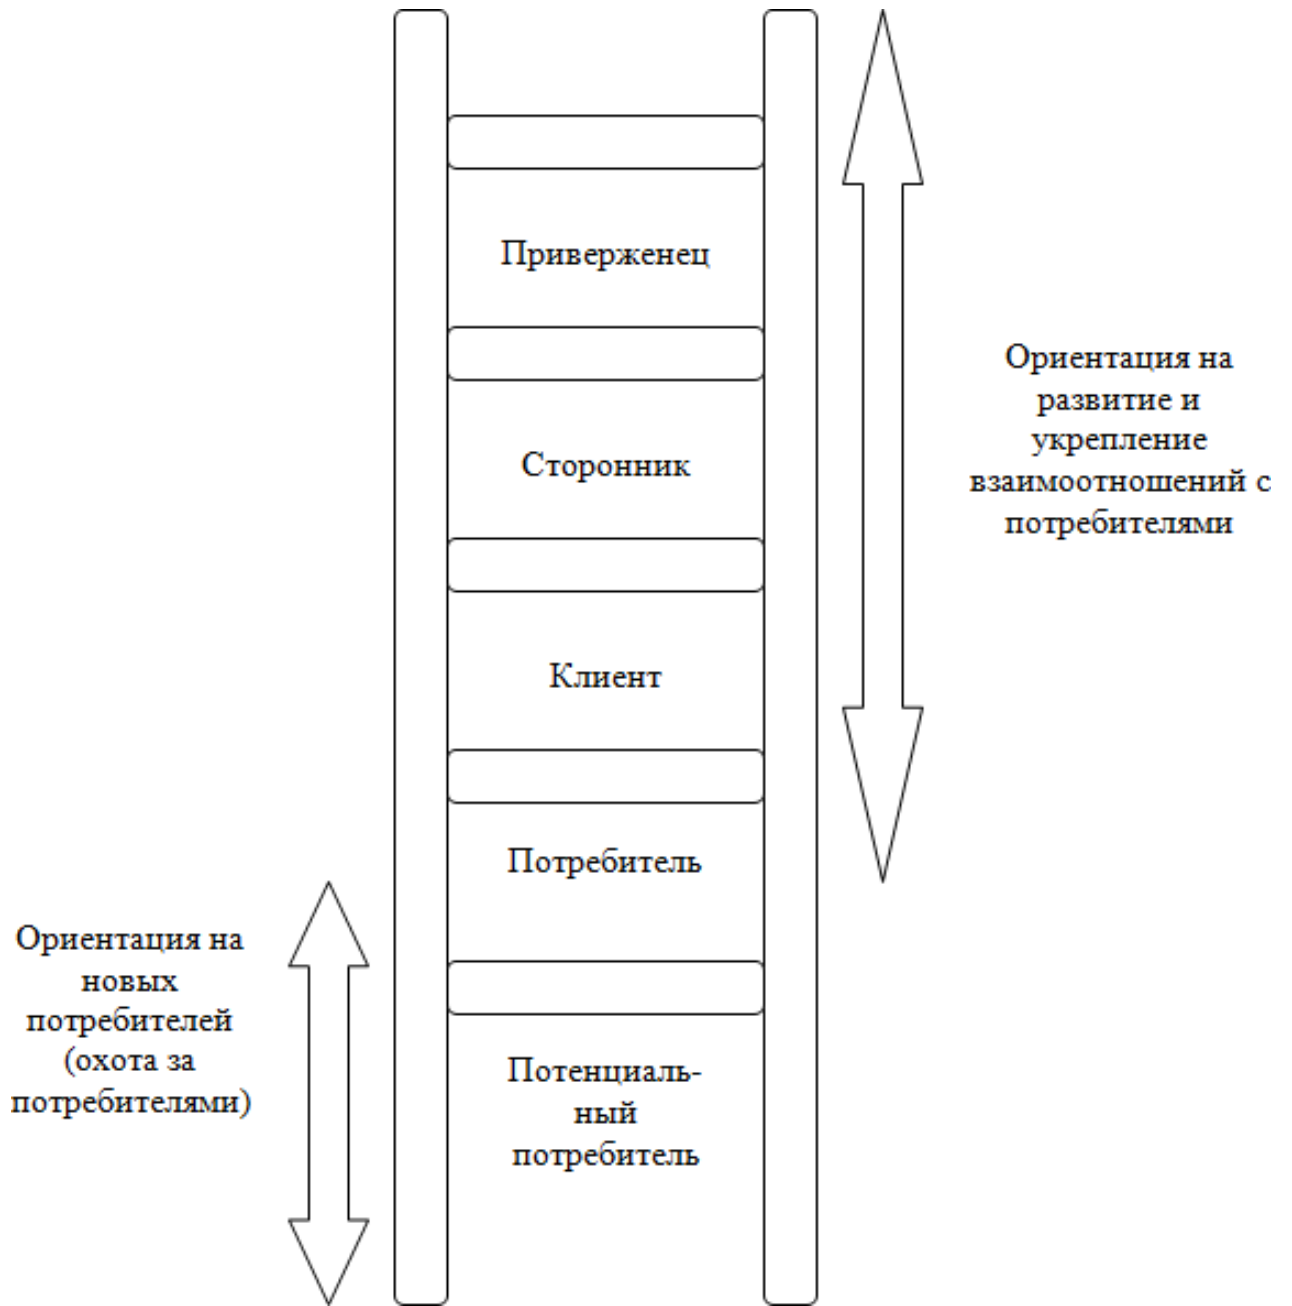 Приверженец
Сторонник
Клиент
Потребитель
Потенциаль-
ный
потребитель
Ориентация на
развитие и
укрепление
взаимоотношений с
потребителями
Ориентация на
новых
потребителей
(охота за
потребителями)